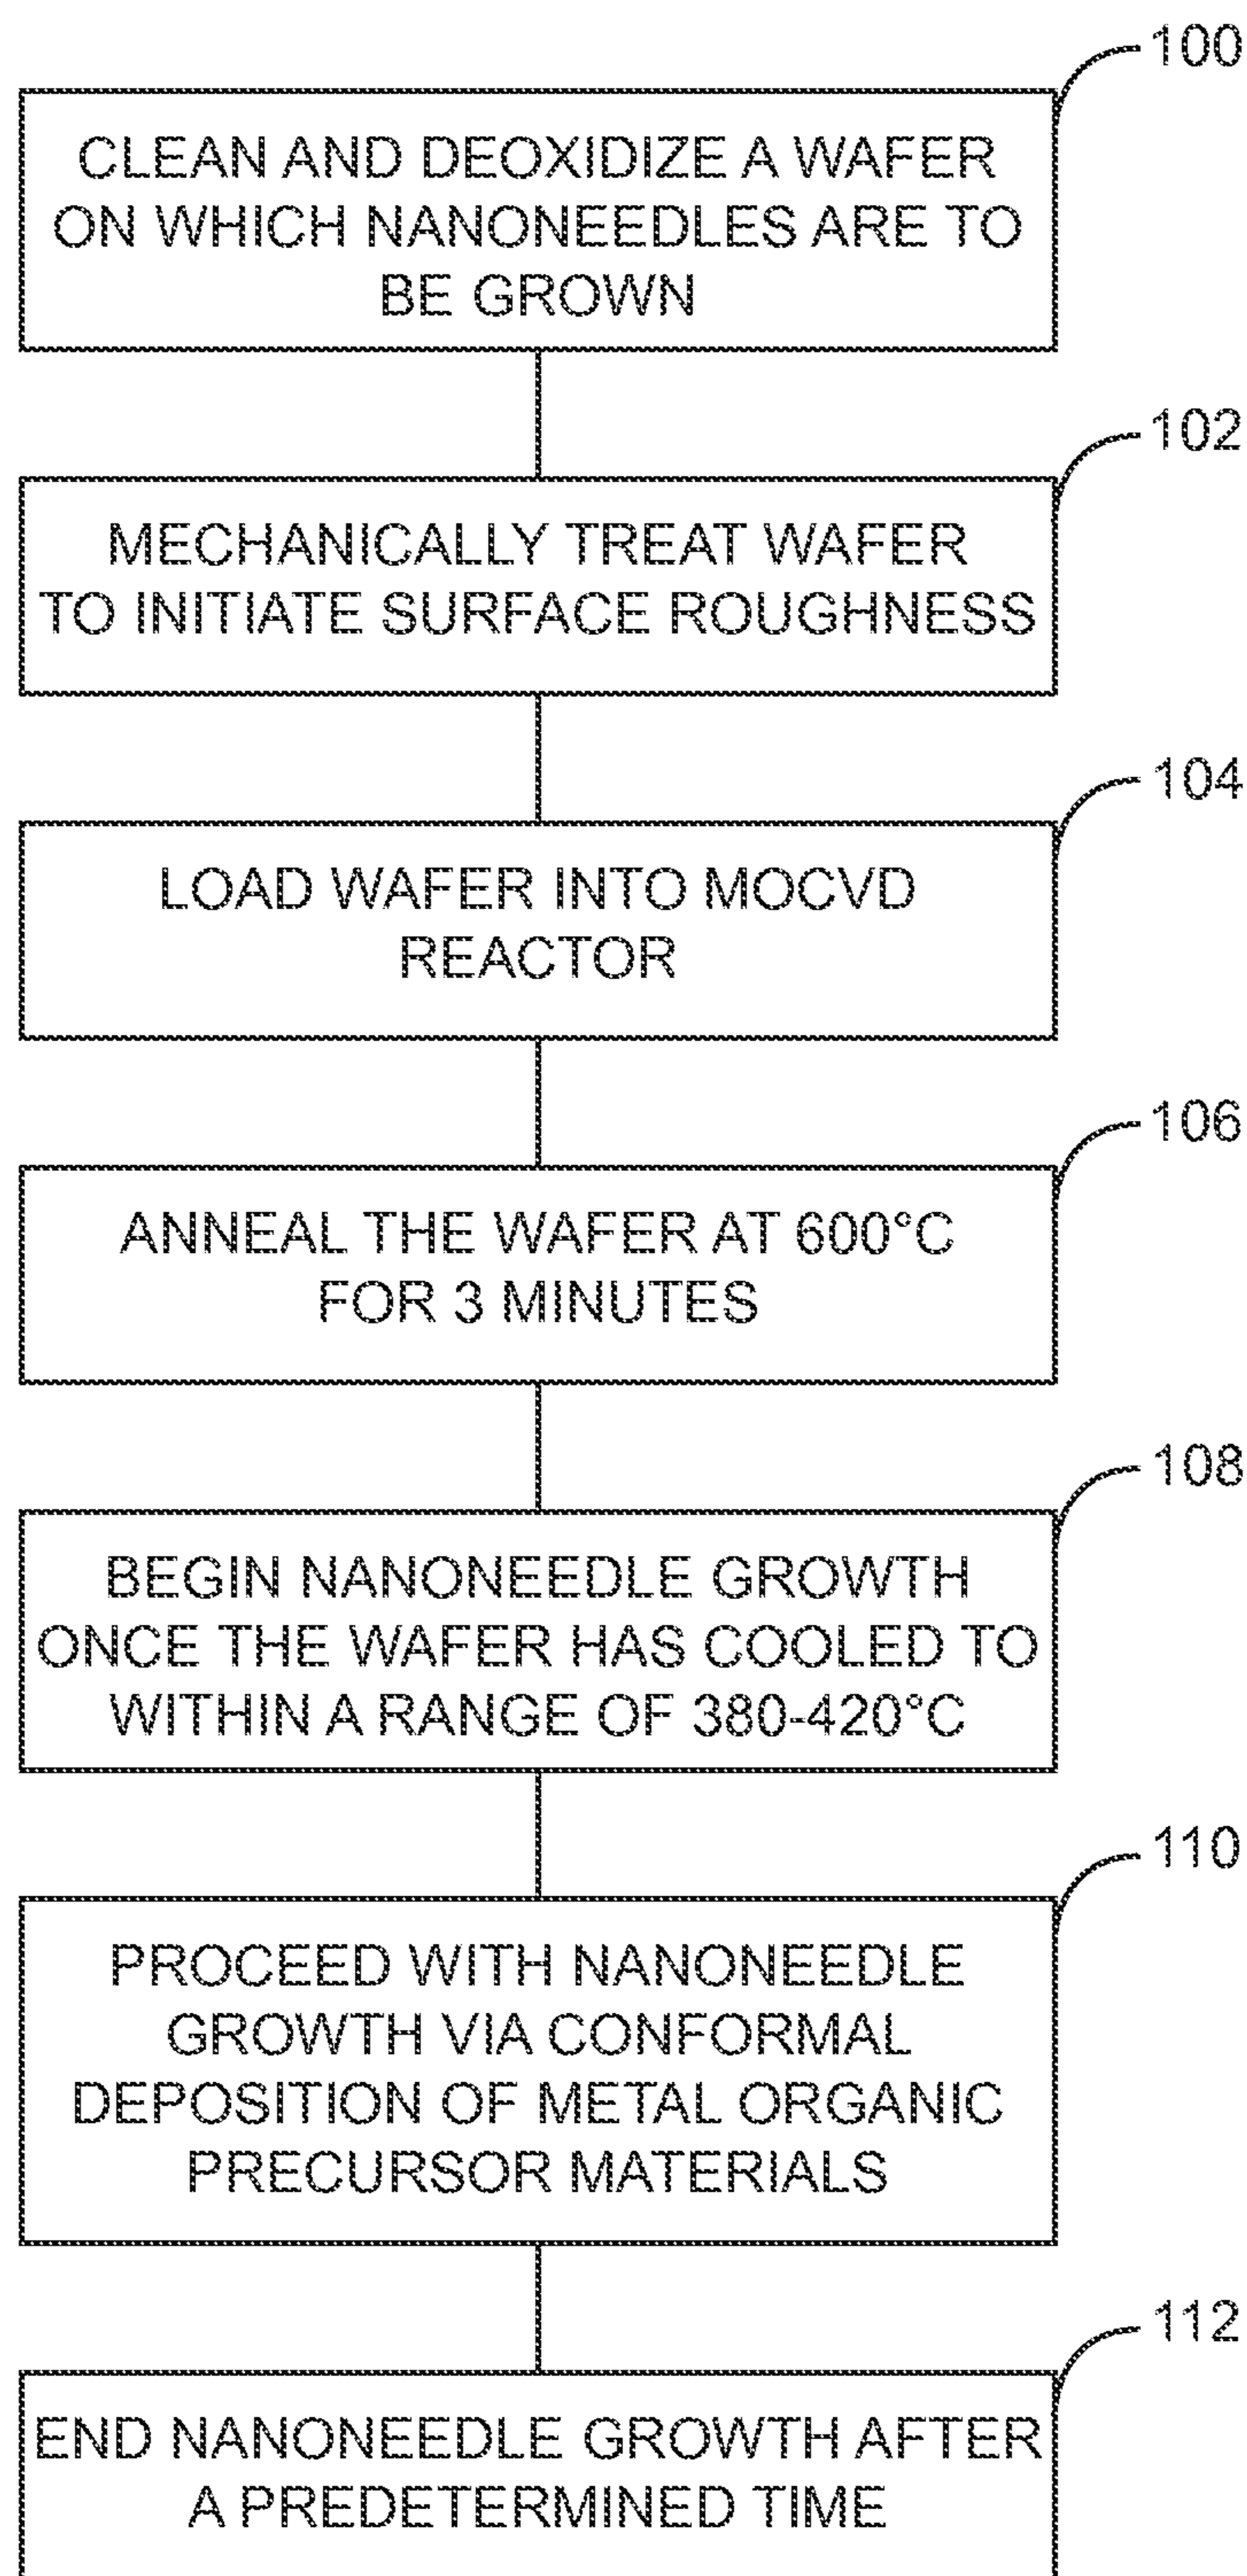 100
CLEAN AND DEOXIDIZE A WAFER
ON WHICH NANONEEDLES ARE TO
BE GROWN
102
MECHANICALLY TREAT WAFER
TO INITIATE SURFACE ROUGHNESS
104
LOAD WAFER INTO MOCVD
REACTOR
106
ANNEAL THE WAFER AT 600°C
FOR 3 MINUTES
108
BEGIN NANONEEDLE GROWTH
ONCE THE WAFER HAS COOLED TO
WITHIN A RANGE OF 380-420°C
110
PROCEED WITH NANONEEDLE
GROWTH VIA CONFORMAL
DEPOSITION OF METAL ORGANIC
PRECURSOR MATERIALS
112
END NANONEEDLE GROWTH AFTER
A PREDETERMINED TIME